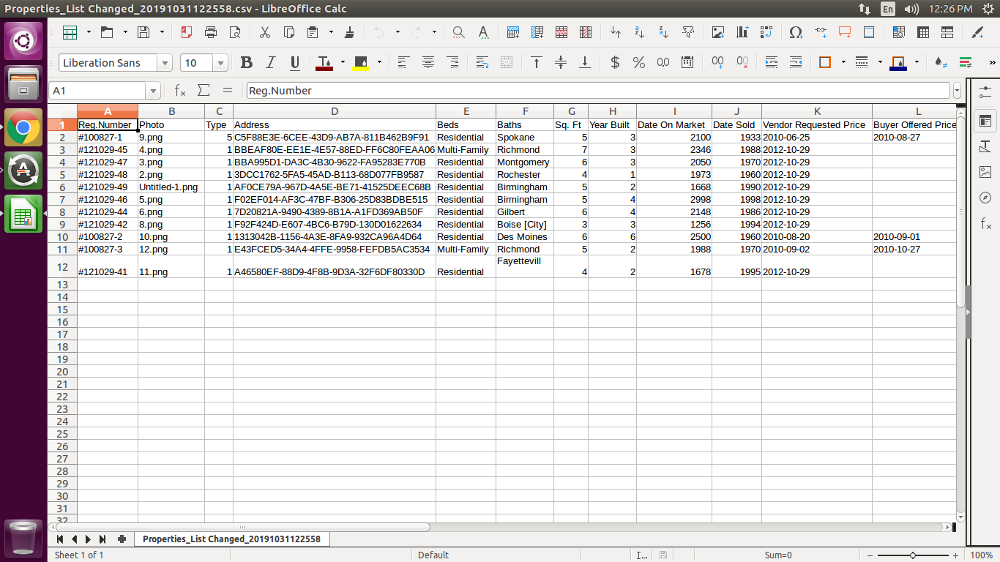 Properties_List Changed_20191031122558.csv - LibreOffice Calc En 12:26 PM
Liberation Sans 10 B I U $ % 0.0 .00 .00 »
A1 Reg.Number
A B C D E F G H I J K L
1 Reg.Number Photo Type Address Beds Baths Sq. Ft Year Built Date On Market Date Sold Vendor Requested Price Buyer Offered Price
2 #100827-1 9.png 5 C5F88E3E-6CEE-43D9-AB7A-811B462B9F91 Residential Spokane 5 3 2100 1933 2010-06-25 2010-08-27
3 #121029-45 4.png 1 BBEAF80E-EE1E-4E57-88ED-FF6C80FEAA06 Multi-Family Richmond 7 3 2346 1988 2012-10-29
4 #121029-47 3.png 1 BBA995D1-DA3C-4B30-9622-FA95283E770B Residential Montgomery 6 3 2050 1970 2012-10-29
5 #121029-48 2.png 1 3DCC1762-5FA5-45AD-B113-68D077FB9587 Residential Rochester 4 1 1973 1960 2012-10-29
6 #121029-49 Untitled-1.png 1 AF0CE79A-967D-4A5E-BE71-41525DEEC68B Residential Birmingham 5 2 1668 1990 2012-10-29
7 #121029-46 5.png 1 F02EF014-AF3C-47BF-B306-25D83BDBE515 Residential Birmingham 5 4 2998 1998 2012-10-29
8 #121029-44 6.png 1 7D20821A-9490-4389-8B1A-A1FD369AB50F Residential Gilbert 6 4 2148 1986 2012-10-29
9 #121029-42 8.png 1 F92F424D-E607-4BC6-B79D-130D01622634 Residential Boise [City] 3 3 1256 1994 2012-10-29
10 #100827-2 10.png 1 1313042B-1156-4A3E-8FA9-932CA96A4D64 Residential Des Moines 6 6 2500 1960 2010-08-20 2010-09-01
11 #100827-3 12.png 1 E43FCED5-34A4-4FFE-9958-FEFDB5AC3534 Multi-Family Richmond 5 2 1988 1970 2010-09-02 2010-10-27
Fayettevill
12 #121029-41 11.png 1 A46580EF-88D9-4F8B-9D3A-32F6DF80330D Residential 4 2 1678 1995 2012-10-29
13
14
15
16
17
18
19
20
21
22
23
24
25
26
27
28
29
30
31
32
Properties_List Changed_20191031122558
Sheet 1 of 1 Default Sum=0 100%